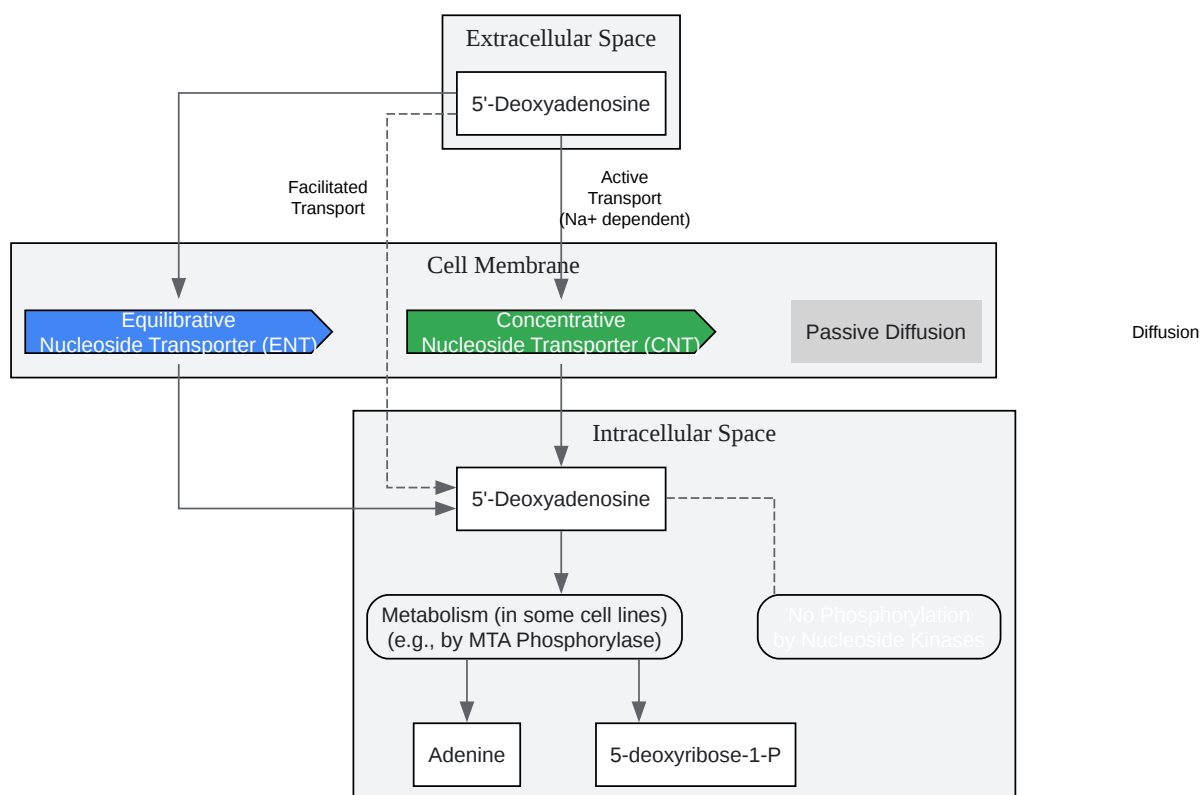 Extracellular Space
5'-Deoxyadenosine
Facilitated
Transport
Active
Transport
(Na+ dependent)
Cell Membrane
Equilibrative
Nucleoside Transporter (ENT)
Concentrative
Nucleoside Transporter (CNT)
Passive Diffusion
Diffusion
Intracellular Space
5'-Deoxyadenosine
Metabolism (in some cell lines)
(e.g., by MTA Phosphorylase)
No Phosphorylation
by Nucleoside Kinases
Adenine
5-deoxyribose-1-P